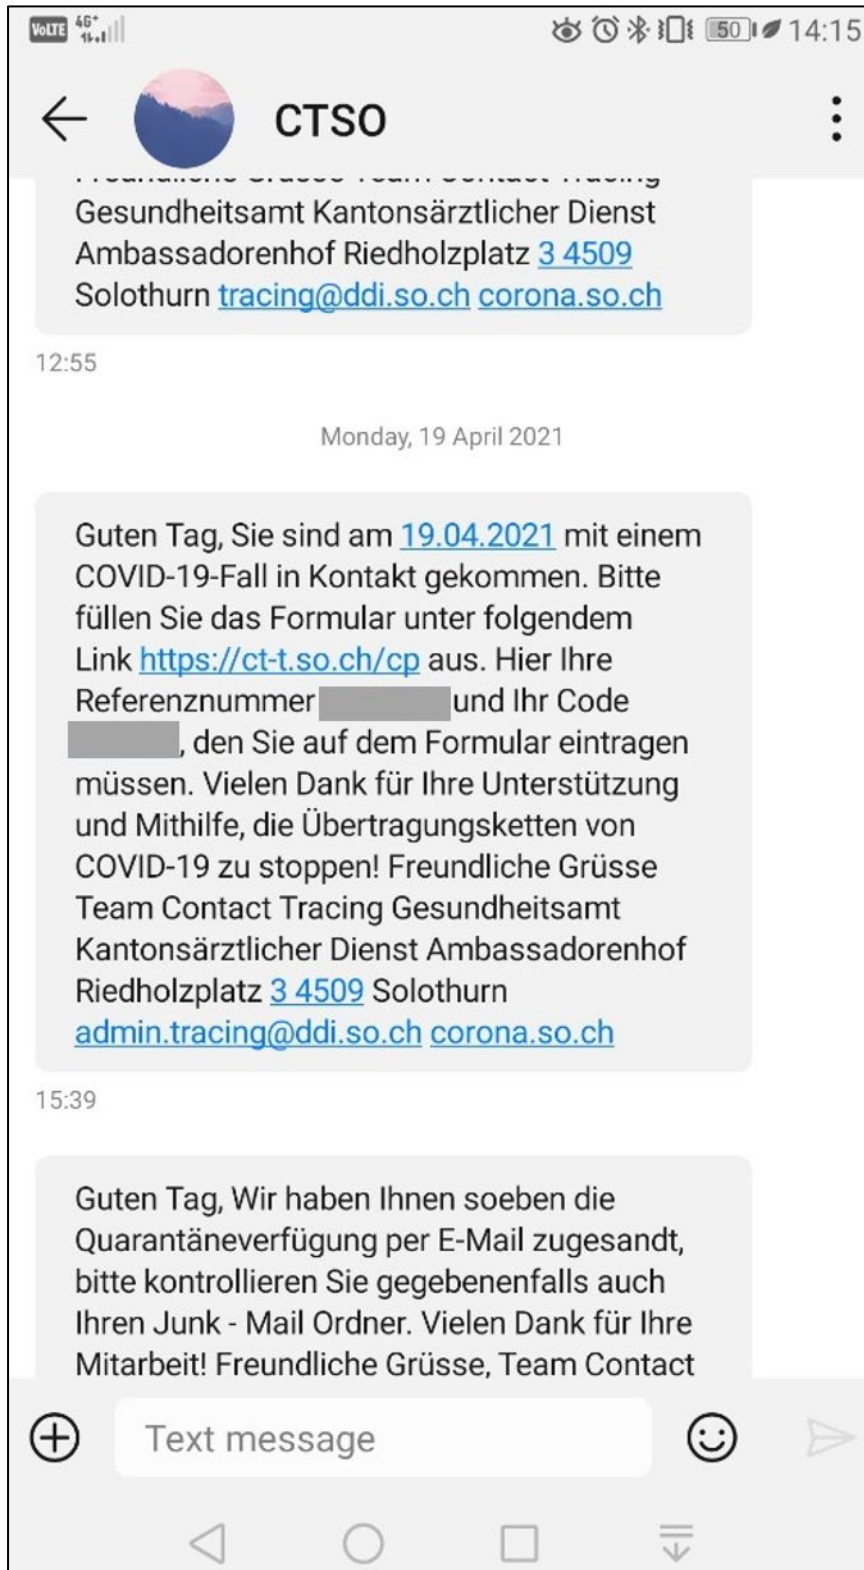 VoLTE 4G+ 50 14:15
CTSO
Freundliche Grüsse Team Contact Tracing
Gesundheitsamt Kantonsärztlicher Dienst
Ambassadorenhof Riedholzplatz 3 4509
Solothurn tracing@ddi.so.ch corona.so.ch
12:55
Monday, 19 April 2021
Guten Tag, Sie sind am 19.04.2021 mit einem
COVID-19-Fall in Kontakt gekommen. Bitte
füllen Sie das Formular unter folgendem
Link https://ct-t.so.ch/cp aus. Hier Ihre
Referenznummer und Ihr Code
, den Sie auf dem Formular eintragen
müssen. Vielen Dank für Ihre Unterstützung
und Mithilfe, die Übertragungsketten von
COVID-19 zu stoppen! Freundliche Grüsse
Team Contact Tracing Gesundheitsamt
Kantonsärztlicher Dienst Ambassadorenhof
Riedholzplatz 3 4509 Solothurn
admin.tracing@ddi.so.ch corona.so.ch
15:39
Guten Tag, Wir haben Ihnen soeben die
Quarantäneverfügung per E-Mail zugesandt,
bitte kontrollieren Sie gegebenenfalls auch
Ihren Junk - Mail Ordner. Vielen Dank für Ihre
Mitarbeit! Freundliche Grüsse, Team Contact
Text message